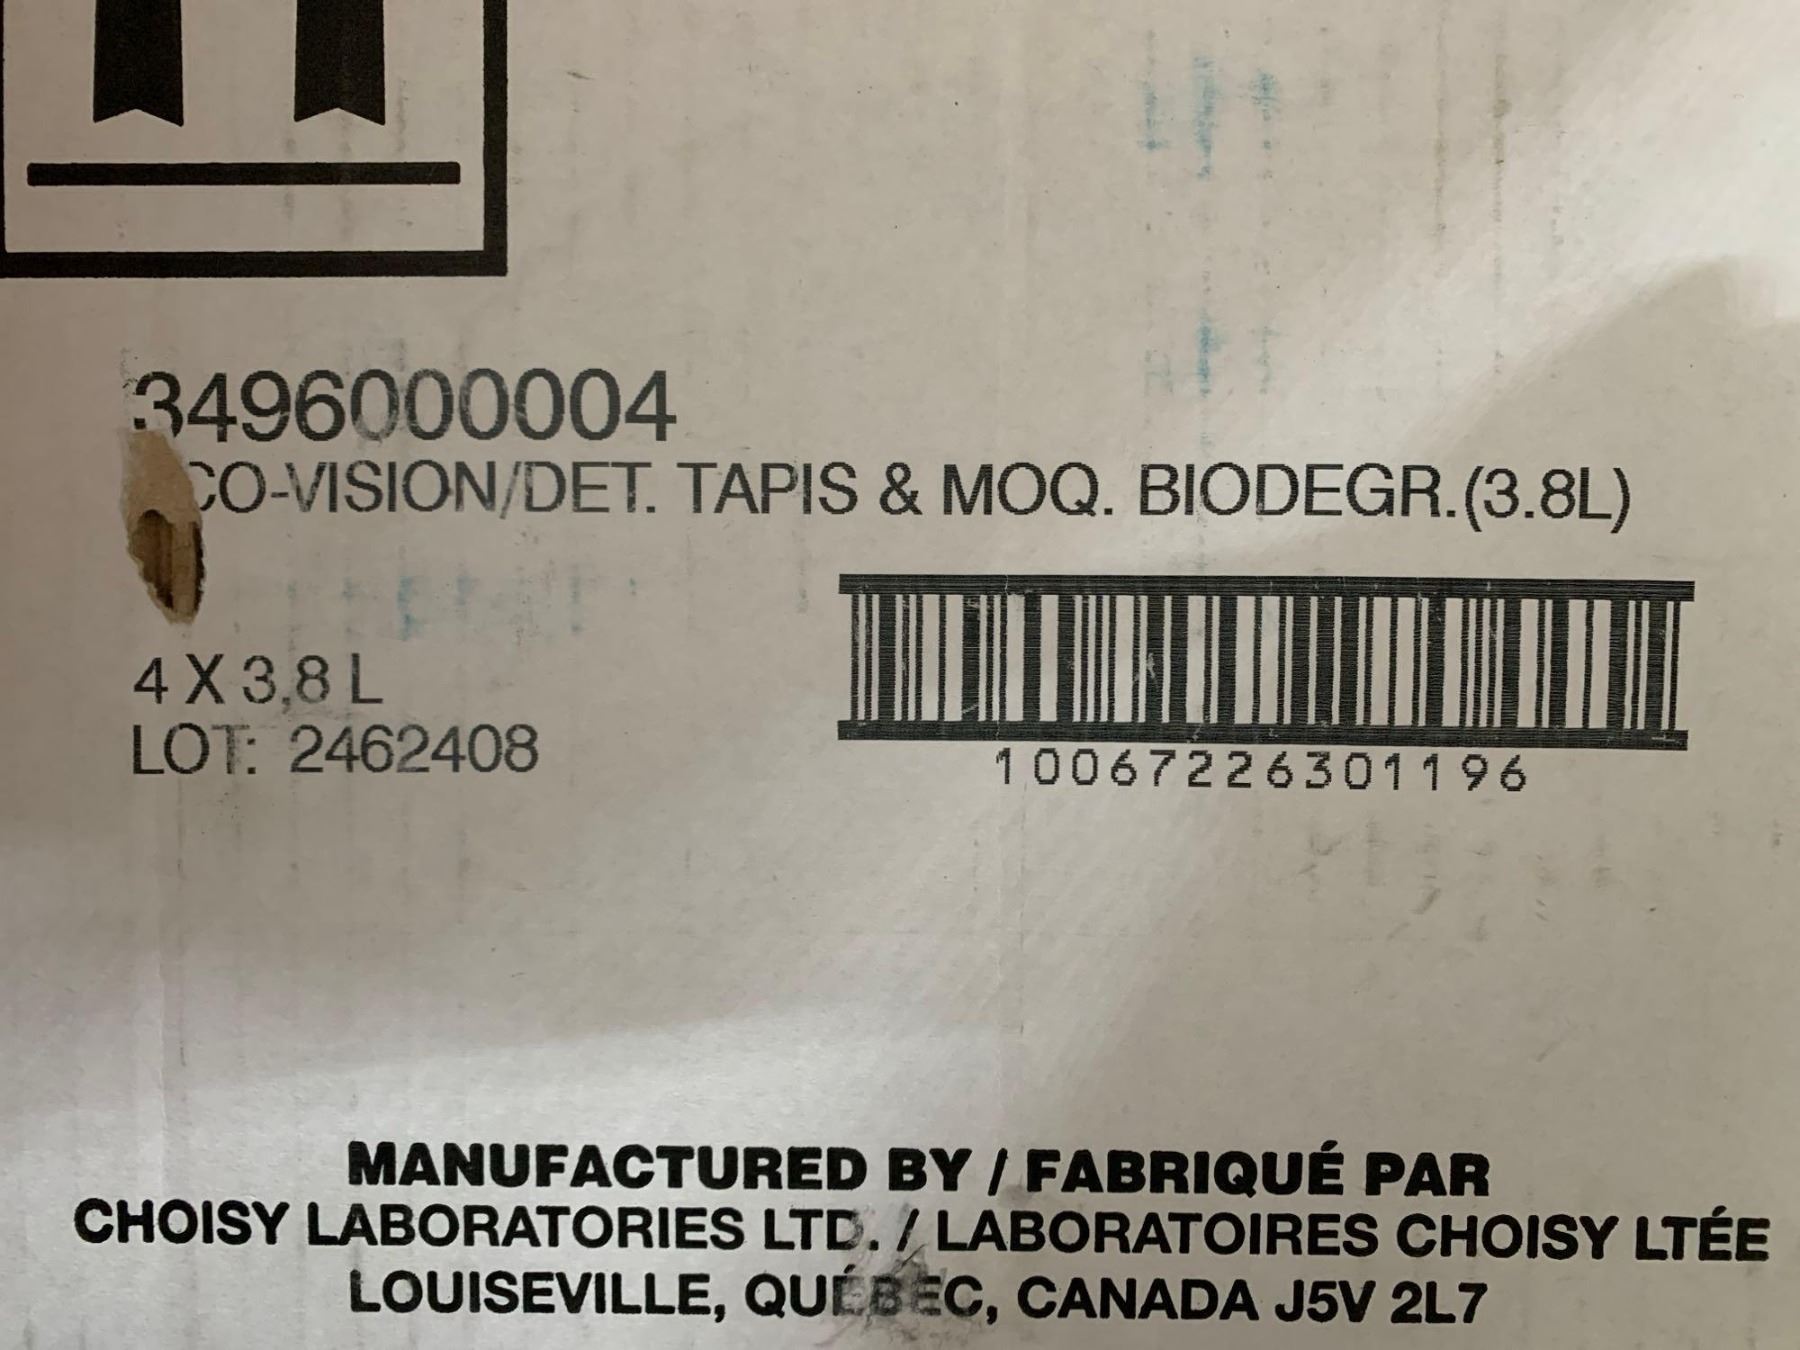 3496000004
CO-VISION/DET. TAPIS & MOQ. BIODEGR.(3.8L)
4 X 3,8 L
LOT: 2462408
10067226301196
MANUFACTURED BY / FABRIQUÉ PAR
CHOISY LABORATORIES LTD. / LABORATOIRES CHOISY LTÉE
LOUISEVILLE, QUÉBEC, CANADA J5V 2L7